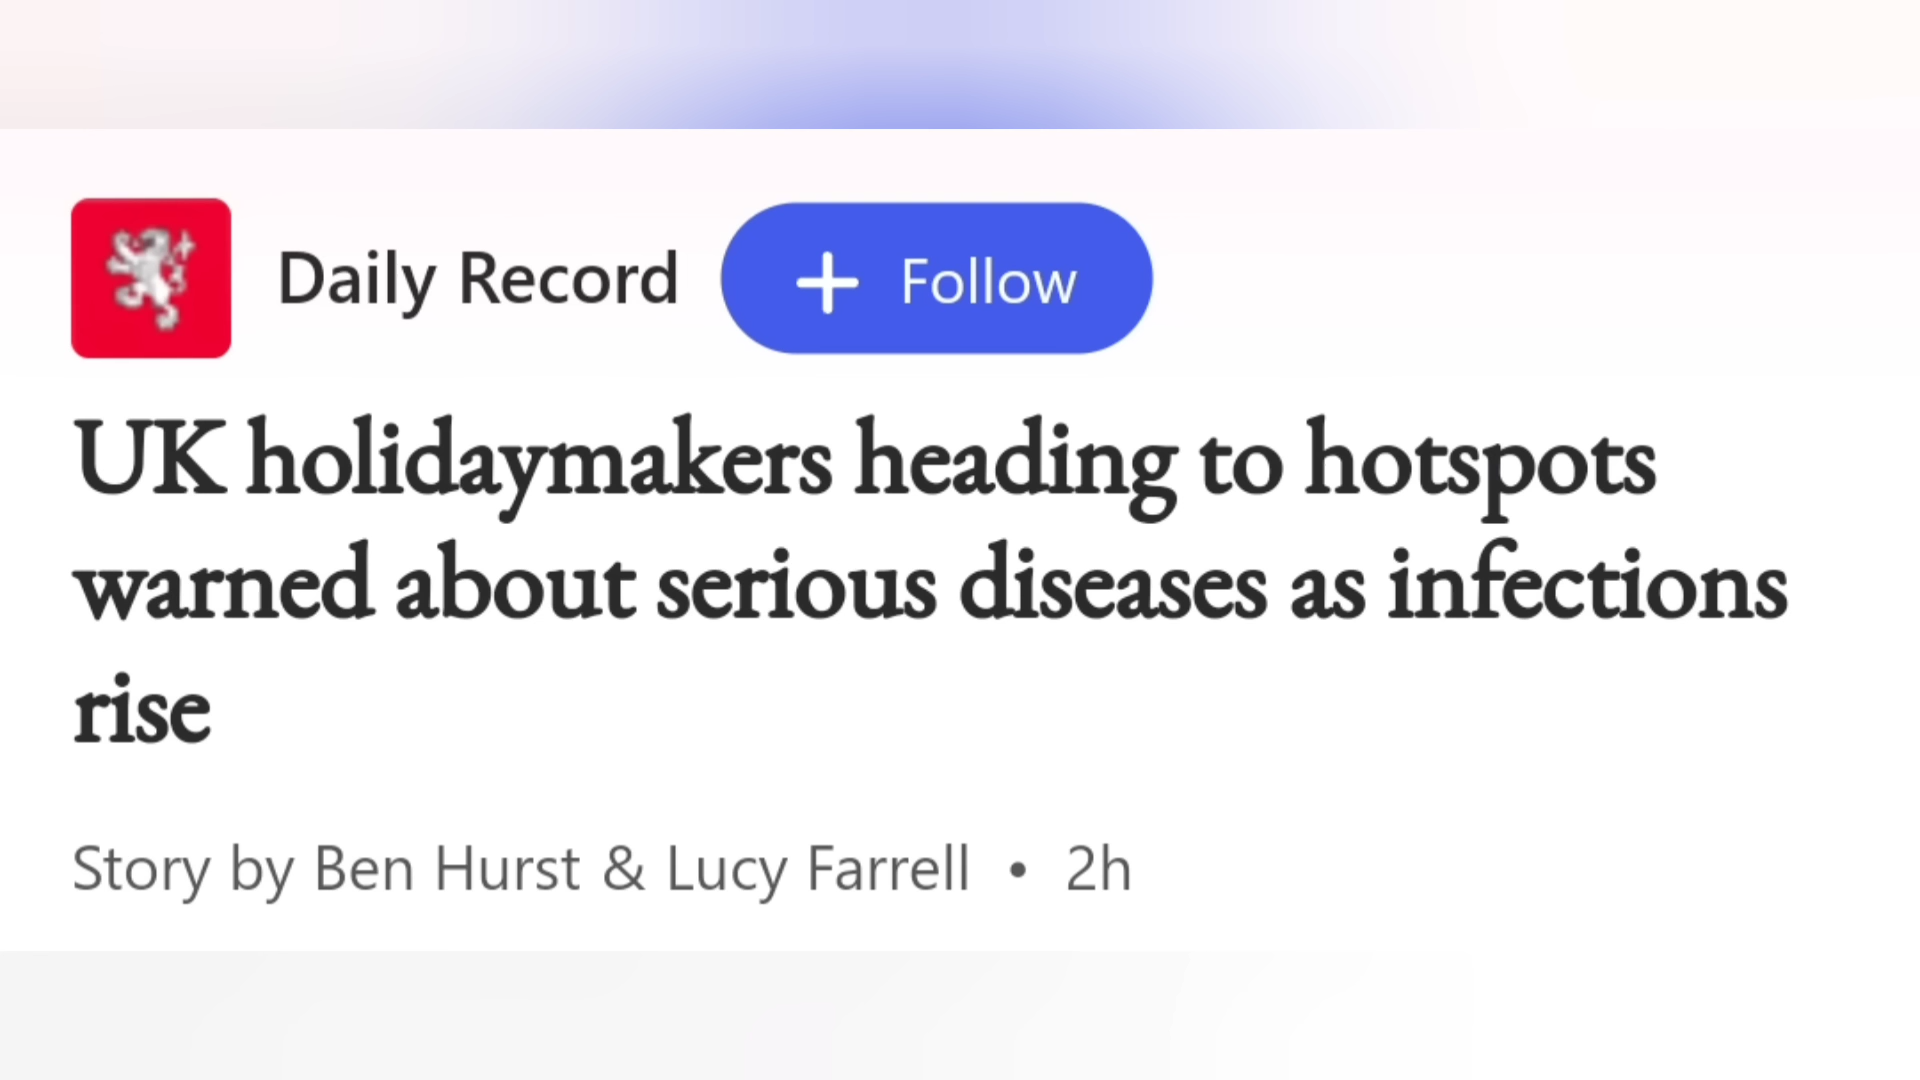 Daily Record + Follow
UK holidaymakers heading to hotspots
warned about serious diseases as infections
rise
Story by Ben Hurst & Lucy Farrell • 2h